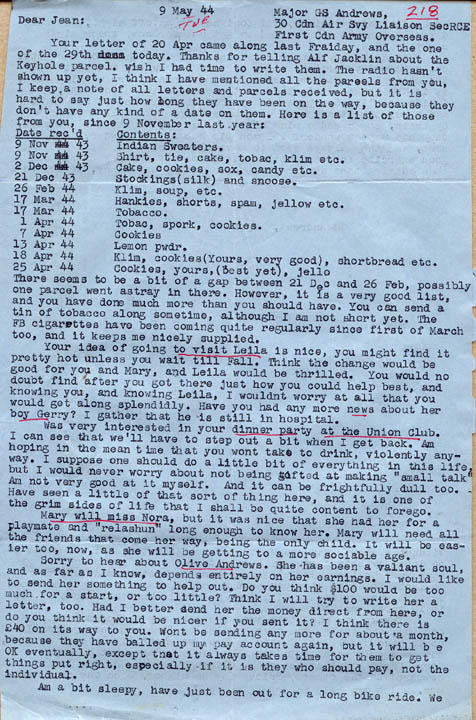 9 May 44 Major GS Andrews, 218
TUE 30 Cdn Air Svy Liaison SecRCE
Dear Jean: First Cdn Army Overseas.
Your letter of 20 Apr came along last Fraiday, and the one
of the 29th today. Thanks for telling Alf Jacklin about the
Keyhole parcel. wish I had time to write them. The radio hasn't
shown up yet, I think I have mentioned all the parcels from you,
I keep a note of all letters and parcels received, but it is
hard to say just how long they have been on the way, because they
don't have any kind of a date on them. Here is a list of those
from you, since 9 November last year:
Date rec'd Contents:
9 Nov 43 Indian Sweaters.
9 Nov 43 Shirt, tie, cake, tobac, klim etc.
2 Dec 43 Cake, cookies, sox, candy etc.
21 Dec 43 Stockings(silk) and snoose.
26 Feb 44 Klim, soup, etc.
17 Mar 44 Hankies, shorts, spam, jellow etc.
17 Mar 44 Tobacco.
1 Apr 44 Tobac, spork, cookies.
7 Apr 44 Cookies
13 Apr 44 Lemon pwdr.
18 Apr 44 Klim, cookies(Yours, very good), shortbread etc.
25 Apr 44 Cookies, yours,(best yet), jello
There seems to be a bit of a gap between 21 Dec and 26 Feb, possibly
one parcel went astray in there. However, it is a very good list,
and you have done much more than you should have. You can send a
tin of tobacco along sometime, although I am not short yet. The
FB cigarettes have been coming quite regularly since first of March
too, and it keeps me nicely supplied.
Your idea of going to visit Leila is nice, you might find it
pretty hot unless you wait till Fall. Think the change would be
good for you and Mary, and Leila would be thrilled. You would no
doubt find after you got there just how you could help best, and
knowing you, and knowing Leila, I wouldnt worry at all that you
would get along splendidly. Have you had any more news about her
boy Gerry? I gather that he is still in hospital.
Was very interested in your dinner party at the Union Club.
I can see that we'll have to step out a bit when I get back. Am
hoping in the mean time that you wont take to drink, violently any-
way. I suppose one should do a little bit of everything in this life,
but I would never worry about not being gifted at making "small talk"
Am not very good at it myself. And it can be frightfully dull too.
Have seen a little of that sort of thing here, and it is one of
the grim sides of life that I shall be quite content to forego.
Mary will miss Nora, but it was nice that she had her for a
playmate and "relashun" long enough to know her. Mary will need all
the friends that come her way, being the only child. It will be eas-
ier too, now, as she will be getting to a more sociable age.
Sorry to hear about Olive Andrews. She has been a valiant soul,
and as far as I know, depends entirely on her earnings. I would like
to send her something to help out. Do you think $100 would be too
much for a start, or too little? Think I will try to write her a
letter, too. Had I better send her the money direct from here, or
do you think it would be nicer if you sent it? I think there is
£40 on its way to you. Wont be sending any more for about a month,
because they have balled up my pay account again, but it will b e
OK eventually, except that it always takes time for them to get
things put right, especially if it is they who should pay, not the
individual.
Am a bit sleepy, have just been out for a long bike ride. We